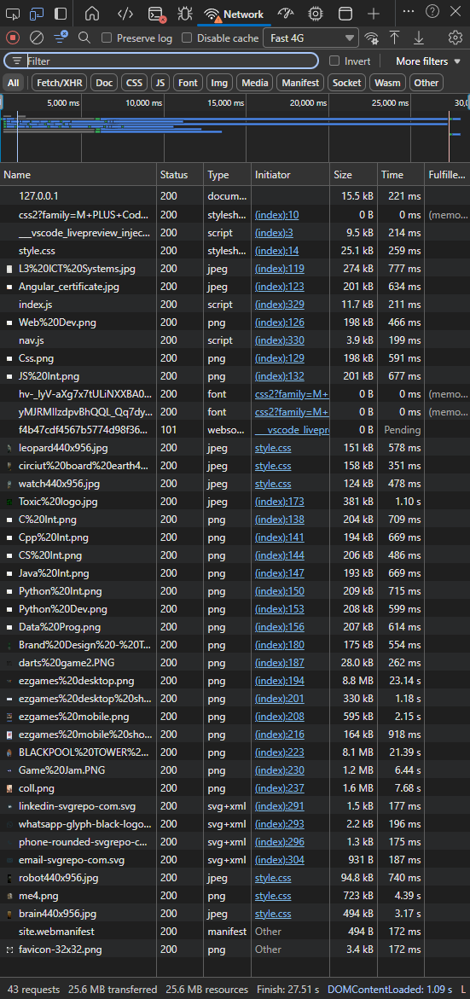 Network
Preserve log Disable cache Fast 4G
Filter Invert More filters
All Fetch/XHR Doc CSS JS Font Img Media Manifest Socket Wasm Other
5,000 ms 10,000 ms 15,000 ms 20,000 ms 25,000 ms 30,0
Name Status Type Initiator Size Time Fulfille...
127.0.0.1 200 docum... 15.5 kB 221 ms
css2?family=M+PLUS+Cod... 200 stylesh... (index):10 0 B 0 ms (memo...
__vscode_livepreview_injec... 200 script (index):3 9.5 kB 214 ms
style.css 200 stylesh... (index):14 25.1 kB 259 ms
L3%20ICT%20Systems.jpg 200 jpeg (index):119 274 kB 777 ms
Angular_certificate.jpg 200 jpeg (index):123 201 kB 634 ms
index.js 200 script (index):329 11.7 kB 211 ms
Web%20Dev.png 200 png (index):126 198 kB 466 ms
nav.js 200 script (index):330 3.9 kB 199 ms
Css.png 200 png (index):129 198 kB 591 ms
JS%20Int.png 200 png (index):132 201 kB 677 ms
200 font css2?family=M+ 0 B 0 ms (memo...
200 font css2?family=M+ 0 B 0 ms (memo...
f4b47cdf4567b5774d98f36... 101 webso... __vscode_livepre 0 B Pending
leopard440x956.jpg 200 jpeg style.css 151 kB 578 ms
circiut%20board%20earth4... 200 jpeg style.css 158 kB 351 ms
watch440x956.jpg 200 jpeg style.css 124 kB 478 ms
Toxic%20logo.jpg 200 jpeg (index):173 381 kB 1.10 s
C%20Int.png 200 png (index):138 204 kB 709 ms
Cpp%20Int.png 200 png (index):141 194 kB 669 ms
CS%20Int.png 200 png (index):144 206 kB 486 ms
Java%20Int.png 200 png (index):147 193 kB 669 ms
Python%20Int.png 200 png (index):150 209 kB 715 ms
Python%20Dev.png 200 png (index):153 208 kB 599 ms
Data%20Prog.png 200 png (index):156 207 kB 614 ms
Brand%20Design%20-%20T... 200 png (index):180 175 kB 554 ms
darts%20game2.PNG 200 png (index):187 28.0 kB 262 ms
ezgames%20desktop.png 200 png (index):194 8.8 MB 23.14 s
ezgames%20desktop%20sh... 200 png (index):201 330 kB 1.18 s
ezgames%20mobile.png 200 png (index):208 595 kB 2.15 s
ezgames%20mobile%20sho... 200 png (index):216 164 kB 918 ms
BLACKPOOL%20TOWER%2... 200 png (index):223 8.1 MB 21.39 s
Game%20Jam.PNG 200 png (index):230 1.2 MB 6.44 s
coll.png 200 png (index):237 1.6 MB 7.68 s
linkedin-svgrepo-com.svg 200 svg+xml (index):291 1.5 kB 177 ms
whatsapp-glyph-black-logo... 200 svg+xml (index):293 2.2 kB 196 ms
phone-rounded-svgrepo-c... 200 svg+xml (index):296 1.3 kB 175 ms
email-svgrepo-com.svg 200 svg+xml (index):304 931 B 187 ms
robot440x956.jpg 200 jpeg style.css 94.8 kB 740 ms
me4.png 200 png style.css 723 kB 4.39 s
brain440x956.jpg 200 jpeg style.css 494 kB 3.17 s
site.webmanifest 200 manifest Other 494 B 172 ms
favicon-32x32.png 200 png Other 3.4 kB 172 ms
43 requests 25.6 MB transferred 25.6 MB resources Finish: 27.51 s DOMContentLoaded: 1.09 s L